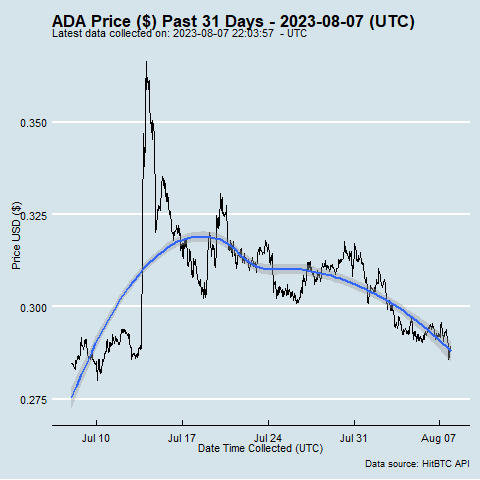 ADA Price ($) Past 31 Days - 2023-08-07 (UTC)
Latest data collected on: 2023-08-07 22:03:57 - UTC
0.350
0.325
0.300
0.275
Price USD ($)
Jul 10
Jul 17
Jul 24
Jul 31
Aug 07
Date Time Collected (UTC)
Data source: HitBTC API